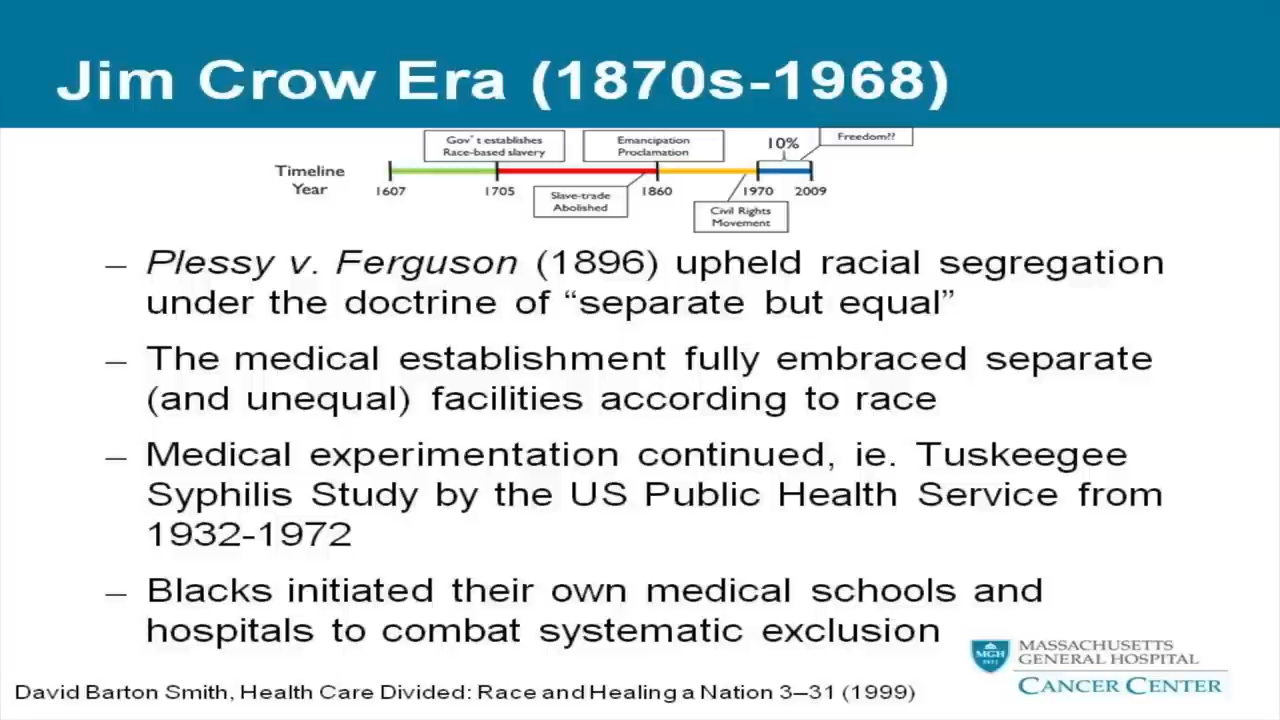 Jim Crow Era (1870s-1968)
Gov't establishes
Race-based slavery
Emancipation
Proclamation
10%
Freedom??
Timeline
Year
1607
1705
1860
1970
2009
Slave-trade
Abolished
Civil Rights
Movement
– Plessy v. Ferguson (1896) upheld racial segregation
under the doctrine of “separate but equal”
– The medical establishment fully embraced separate
(and unequal) facilities according to race
– Medical experimentation continued, ie. Tuskeegee
Syphilis Study by the US Public Health Service from
1932-1972
– Blacks initiated their own medical schools and
hospitals to combat systematic exclusion
MGH
1811
MASSACHUSETTS
GENERAL HOSPITAL
CANCER CENTER
David Barton Smith, Health Care Divided: Race and Healing a Nation 3–31 (1999)